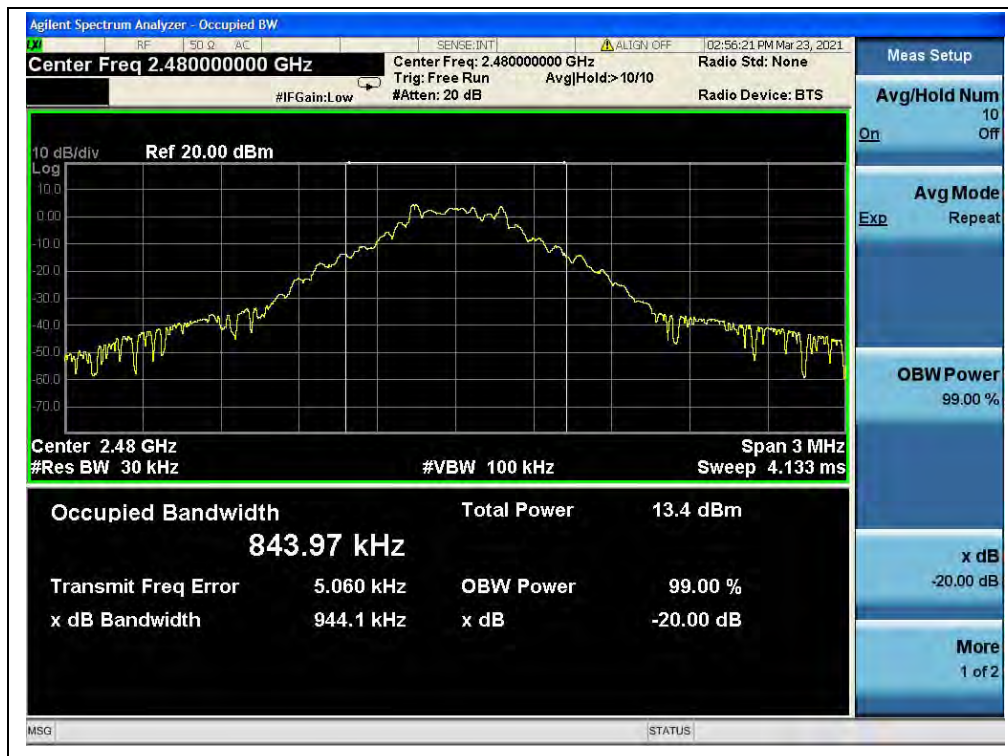 Agilent Spectrum Analyzer - Occupied BW
LXI RF 50 Ω AC SENSE:INT ALIGN OFF 02:56:21 PM Mar 23, 2021
Center Freq 2.480000000 GHz
Center Freq: 2.480000000 GHz
Radio Std: None
Trig: Free Run
Avg|Hold:>10/10
#IFGain:Low
#Atten: 20 dB
Radio Device: BTS
10 dB/div
Ref 20.00 dBm
Log
10.0
0.00
-10.0
-20.0
-30.0
-40.0
-50.0
-60.0
-70.0
Center 2.48 GHz
Span 3 MHz
#Res BW 30 kHz
#VBW 100 kHz
Sweep 4.133 ms
Occupied Bandwidth
Total Power 13.4 dBm
843.97 kHz
Transmit Freq Error 5.060 kHz
OBW Power 99.00 %
x dB Bandwidth 944.1 kHz
x dB -20.00 dB
Meas Setup
Avg/Hold Num
10
On Off
Avg Mode
Exp Repeat
OBW Power
99.00 %
x dB
-20.00 dB
More
1 of 2
MSG
STATUS